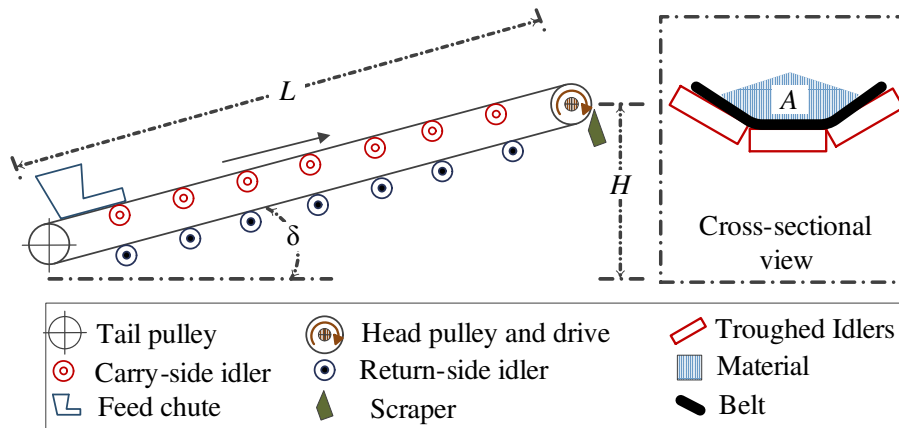 L
H
δ
A
Cross-sectional
view
Tail pulley
Head pulley and drive
Troughed Idlers
Carry-side idler
Return-side idler
Material
Feed chute
Scraper
Belt